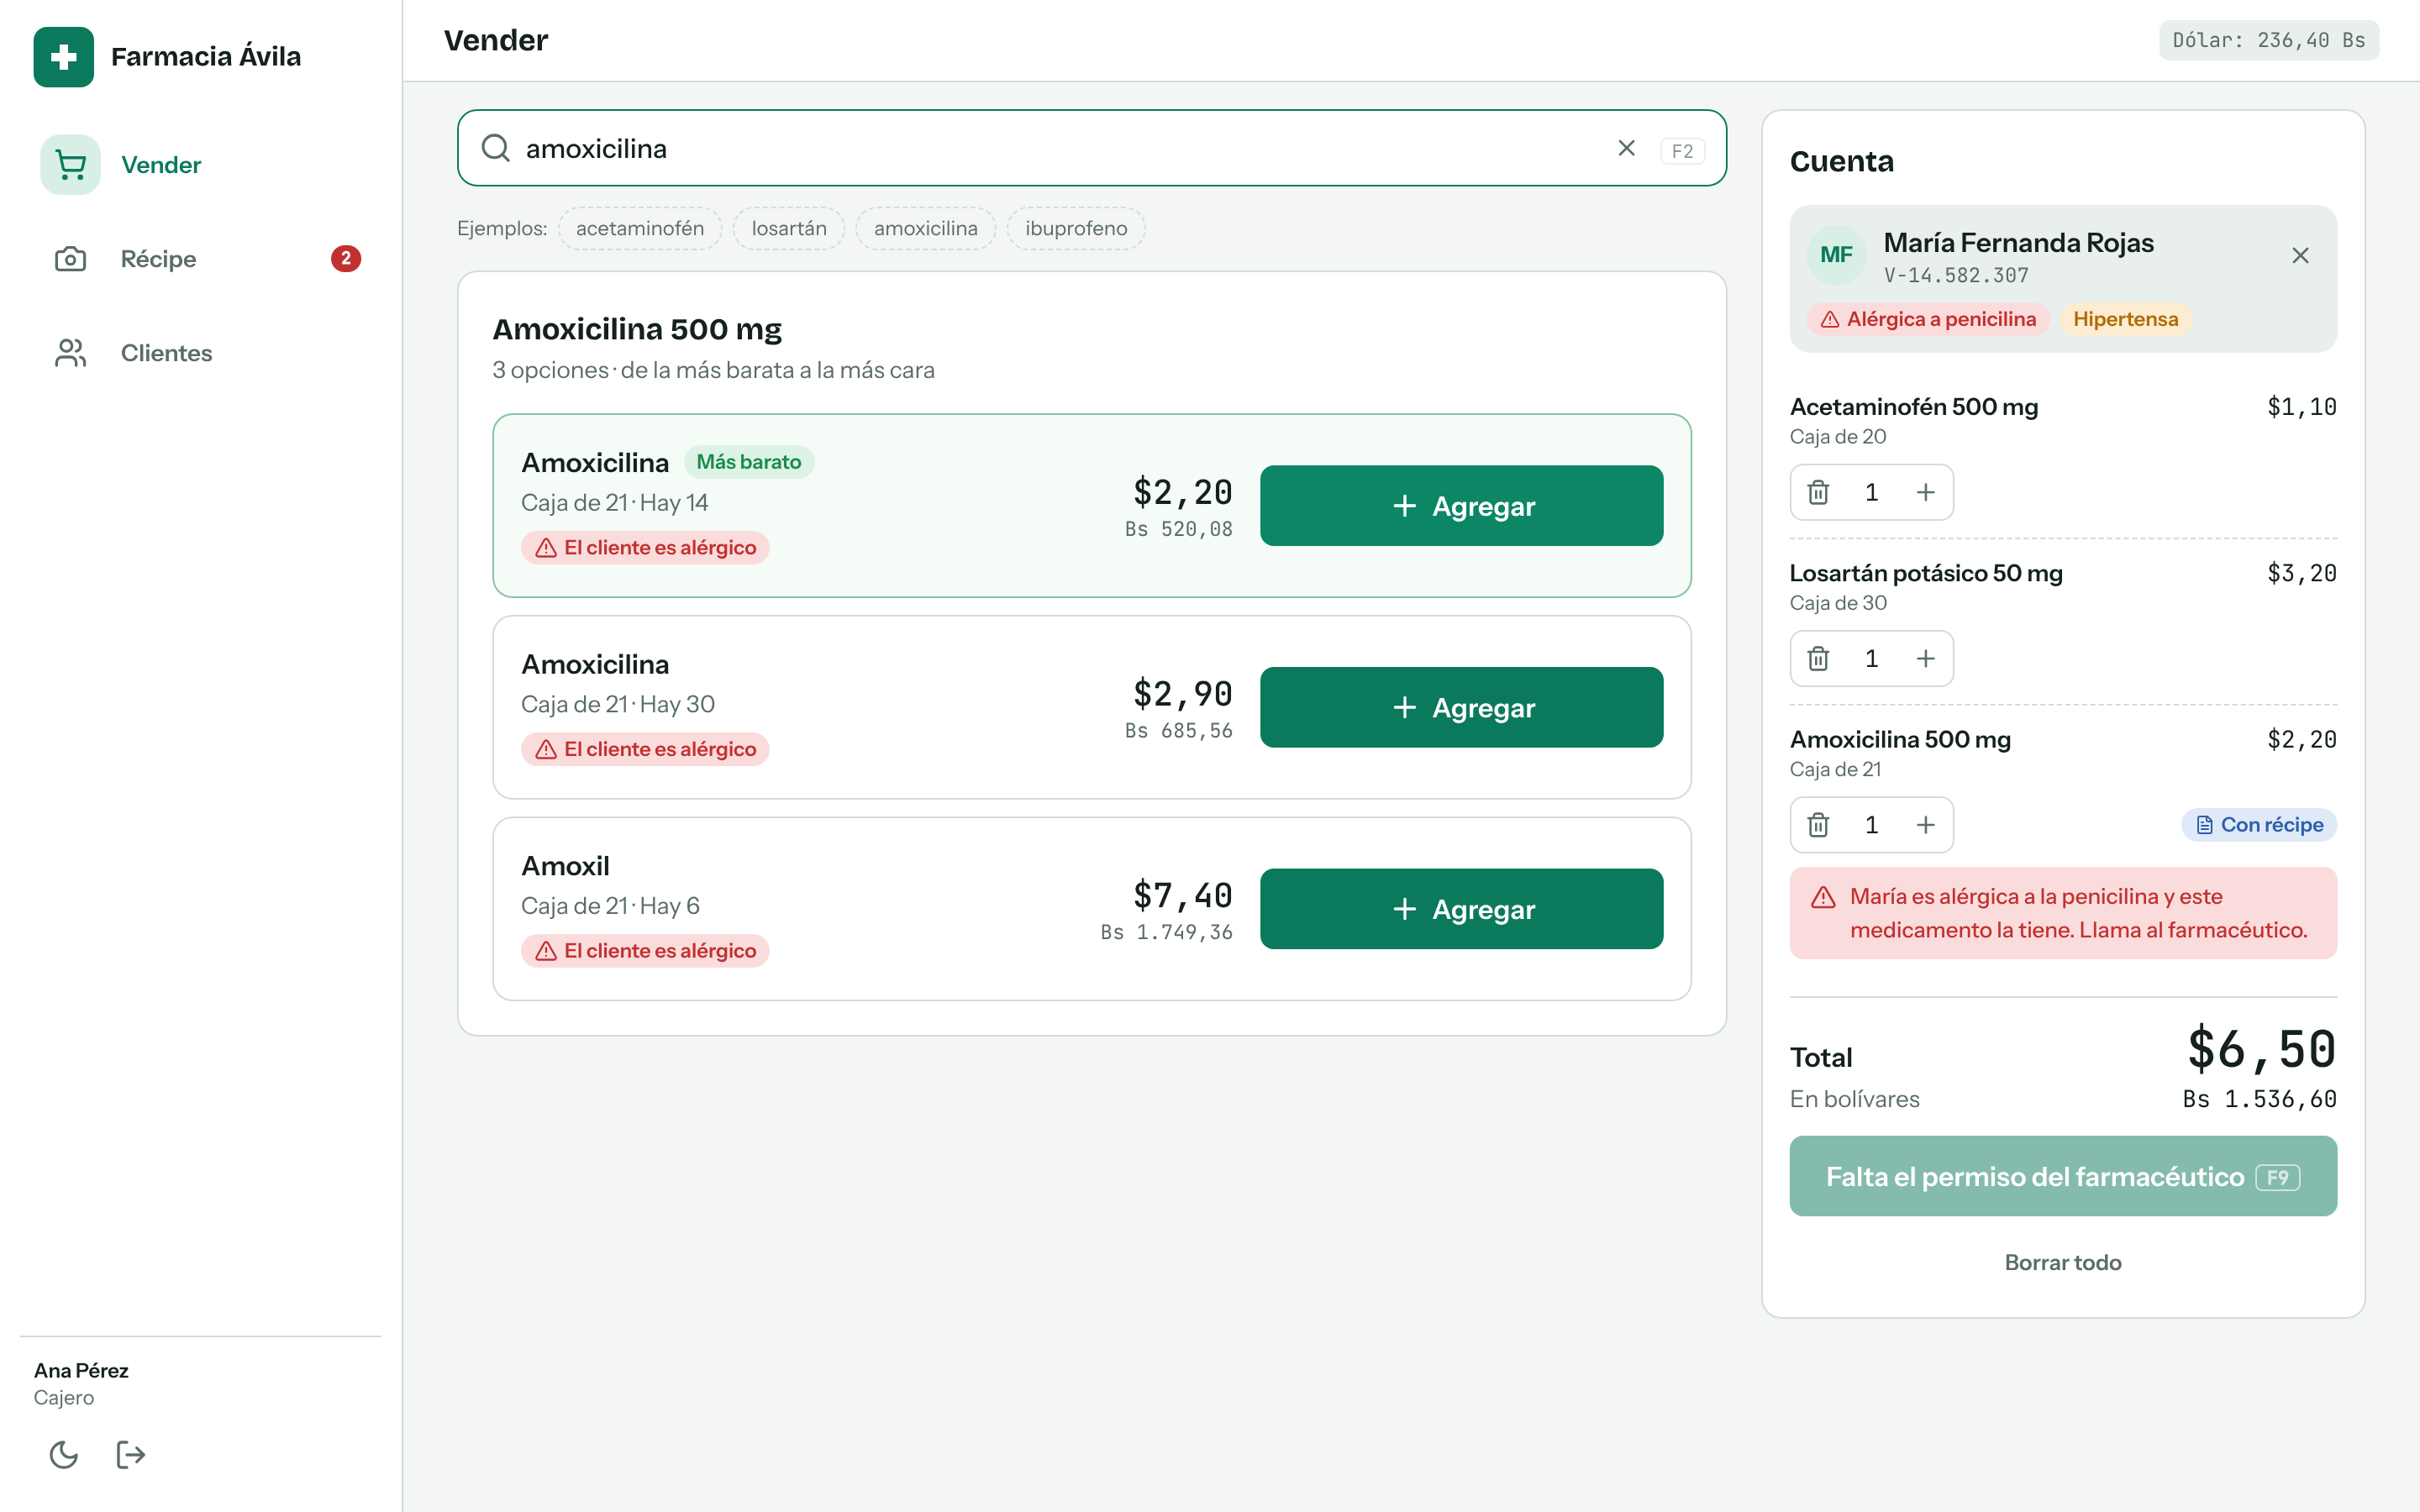 Farmacia Ávila
Vender
Récipe 2
Clientes
Ana Pérez
Cajero
Vender
Dólar: 236,40 Bs
amoxicilina F2
Ejemplos: acetaminofén losartán amoxicilina ibuprofeno
Amoxicilina 500 mg
3 opciones · de la más barata a la más cara
Amoxicilina Más barato
Caja de 21 · Hay 14
El cliente es alérgico
$2,20
Bs 520,08
Agregar
Amoxicilina
Caja de 21 · Hay 30
El cliente es alérgico
$2,90
Bs 685,56
Agregar
Amoxil
Caja de 21 · Hay 6
El cliente es alérgico
$7,40
Bs 1.749,36
Agregar
Cuenta
MF
María Fernanda Rojas
V-14.582.307
Alérgica a penicilina Hipertensa
Acetaminofén 500 mg $1,10
Caja de 20
1
Losartán potásico 50 mg $3,20
Caja de 30
1
Amoxicilina 500 mg $2,20
Caja de 21
1 Con récipe
María es alérgica a la penicilina y este
medicamento la tiene. Llama al farmacéutico.
Total $6,50
En bolívares Bs 1.536,60
Falta el permiso del farmacéutico F9
Borrar todo